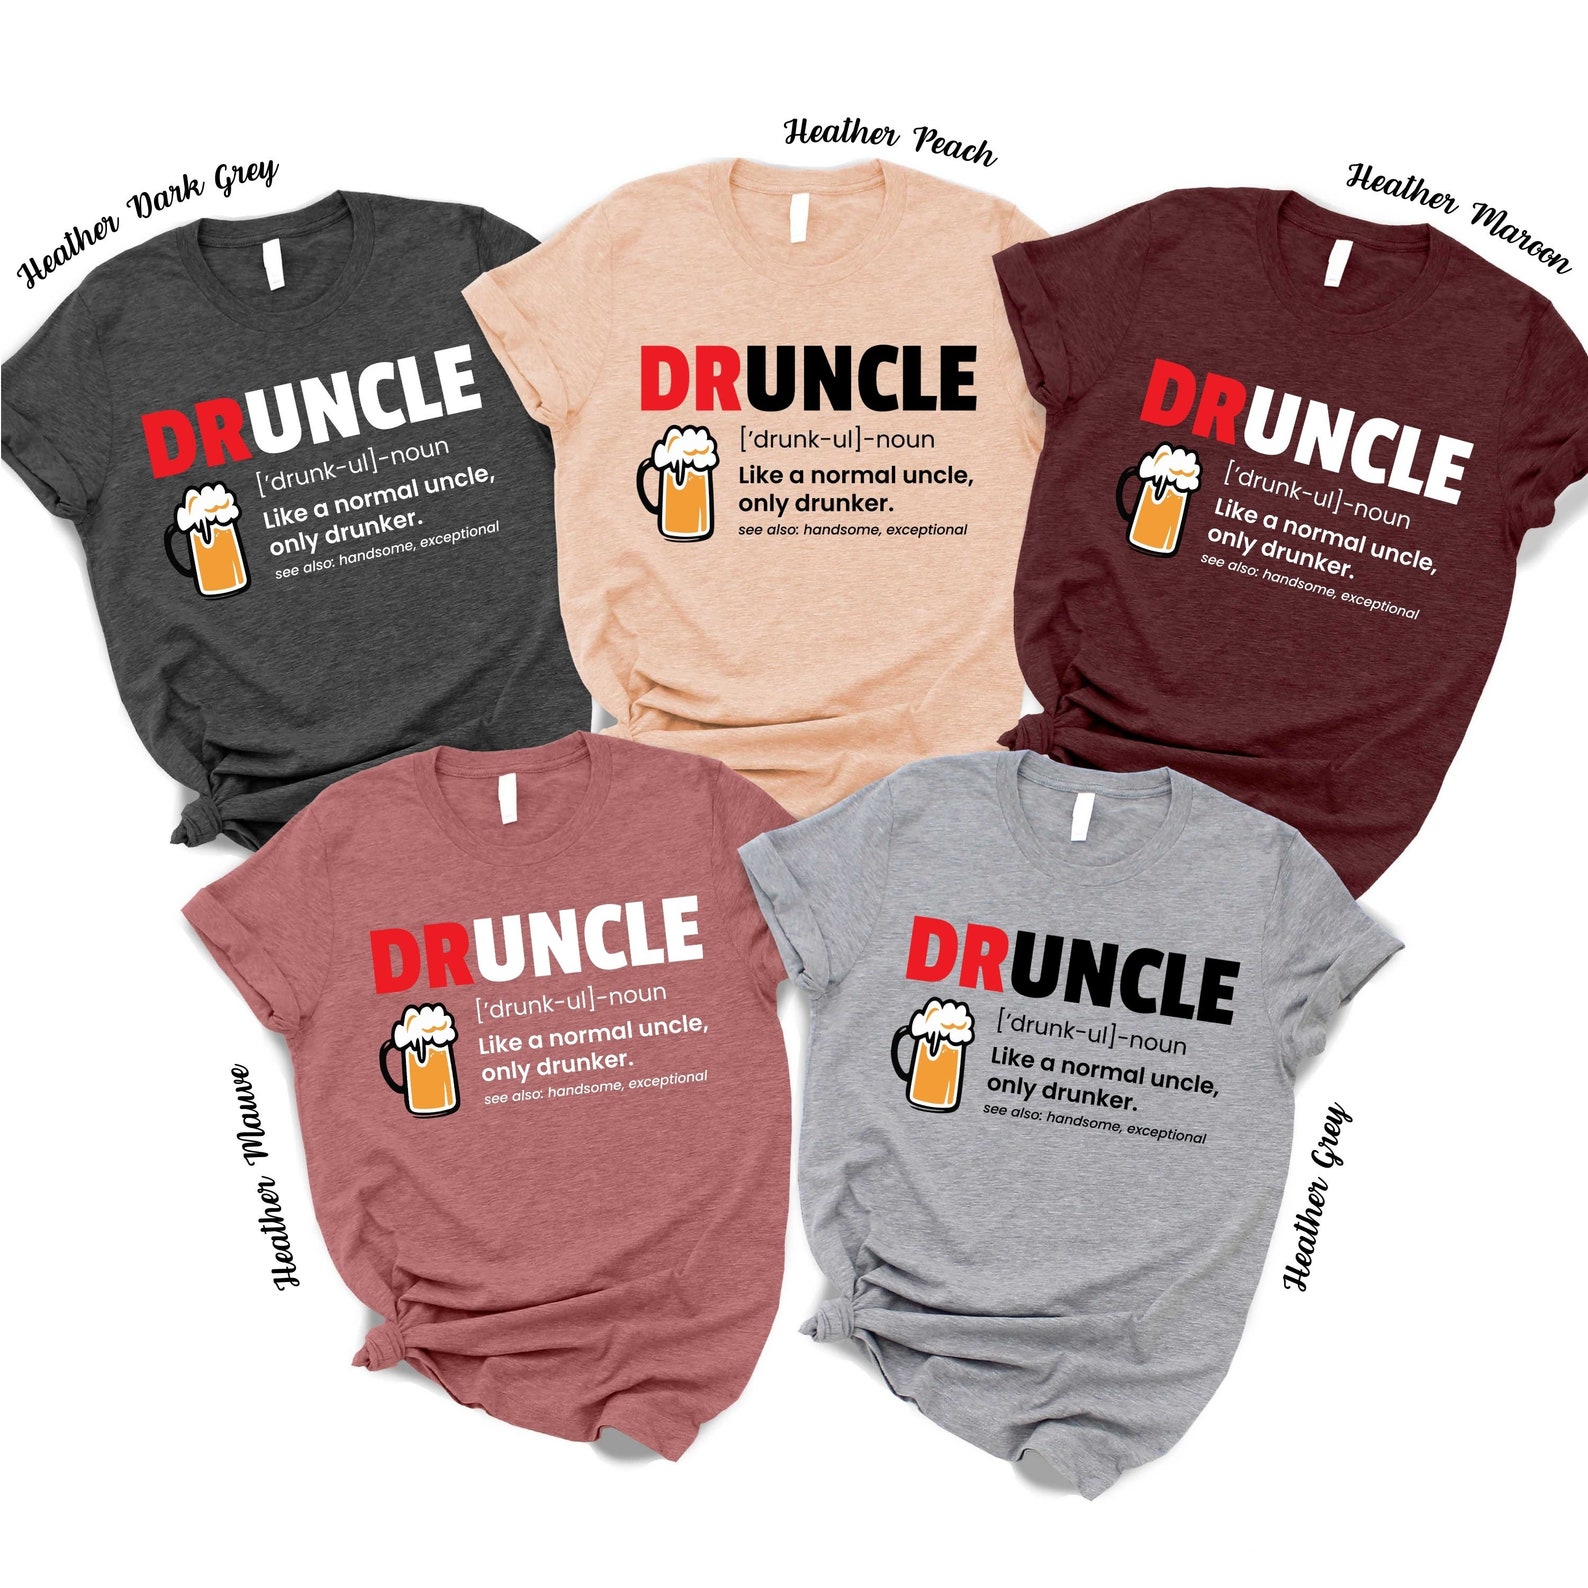 Heather Dark Grey
DRUNCLE
['drunk-ul]-noun
Like a normal uncle,
only drunker.
see also: handsome, exceptional
Heather Peach
DRUNCLE
['drunk-ul]-noun
Like a normal uncle,
only drunker.
see also: handsome, exceptional
Heather Maroon
DRUNCLE
['drunk-ul]-noun
Like a normal uncle,
only drunker.
see also: handsome, exceptional
Heather Mauve
DRUNCLE
['drunk-ul]-noun
Like a normal uncle,
only drunker.
see also: handsome, exceptional
Heather Grey
DRUNCLE
['drunk-ul]-noun
Like a normal uncle,
only drunker.
see also: handsome, exceptional